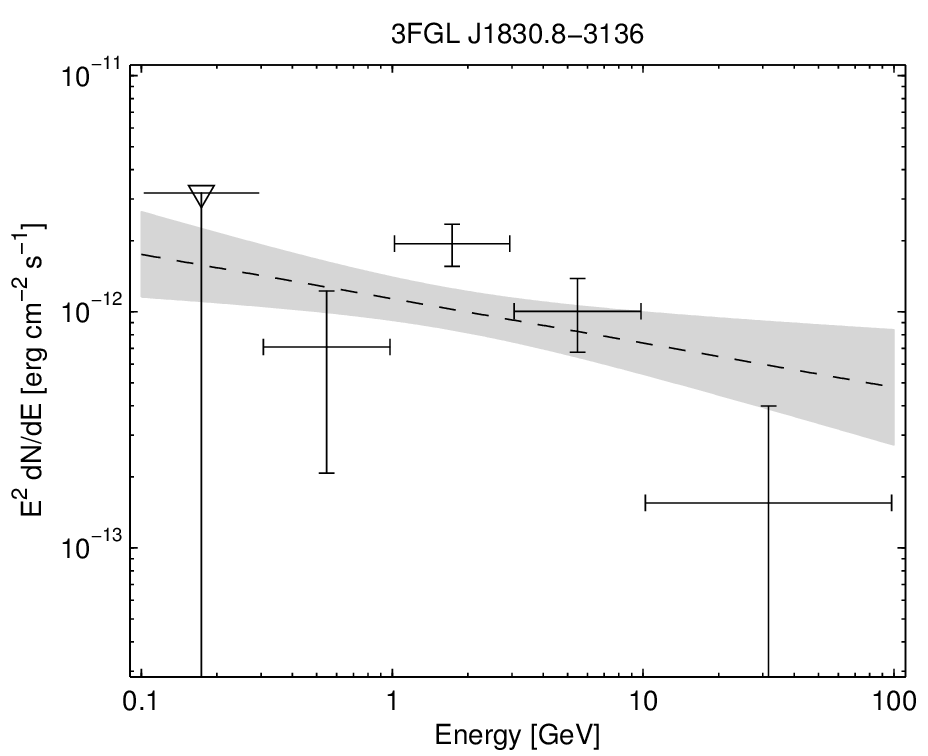 3FGL J1830.8−3136
10⁻¹¹
10⁻¹²
10⁻¹³
E² dN/dE [erg cm⁻² s⁻¹]
0.1 1 10 100
Energy [GeV]